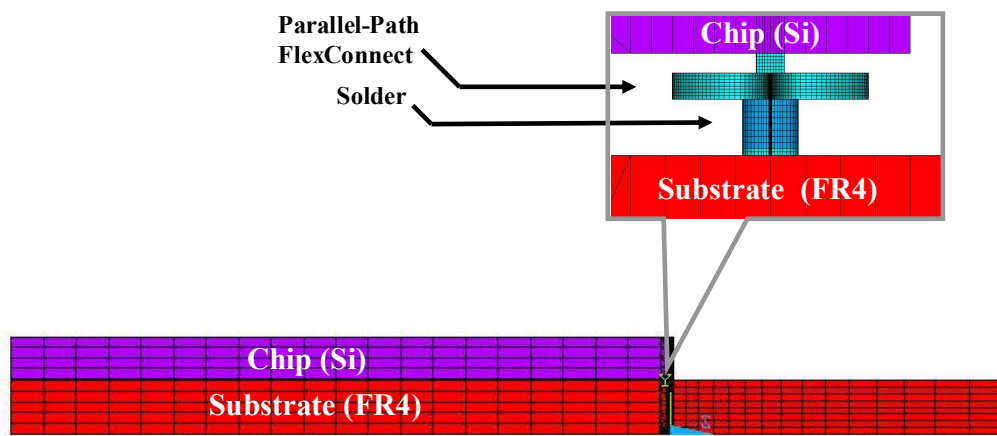 Parallel-Path
FlexConnect
Chip (Si)
Solder
Substrate (FR4)
Chip (Si)
Substrate (FR4)
Y